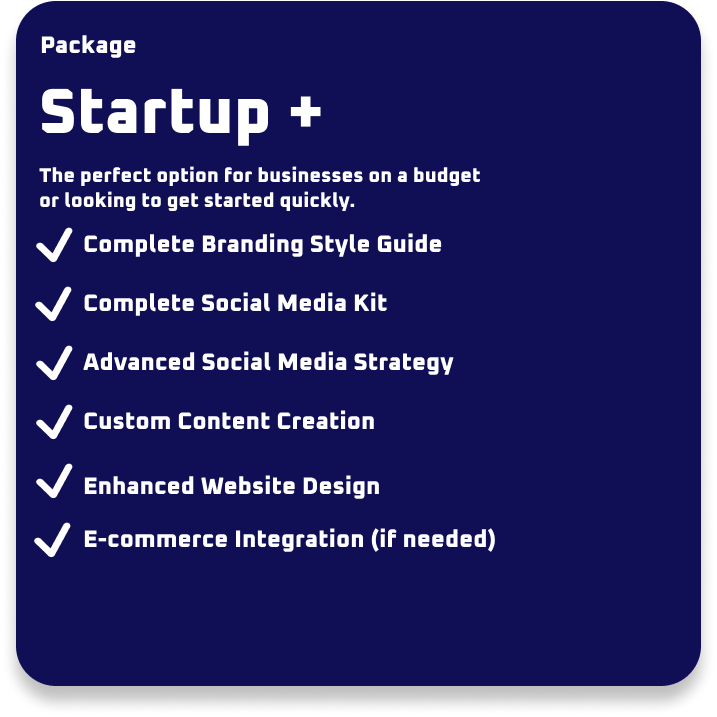 Package
Startup +
The perfect option for businesses on a budget
or looking to get started quickly.
Complete Branding Style Guide
Complete Social Media Kit
Advanced Social Media Strategy
Custom Content Creation
Enhanced Website Design
E-commerce Integration (if needed)